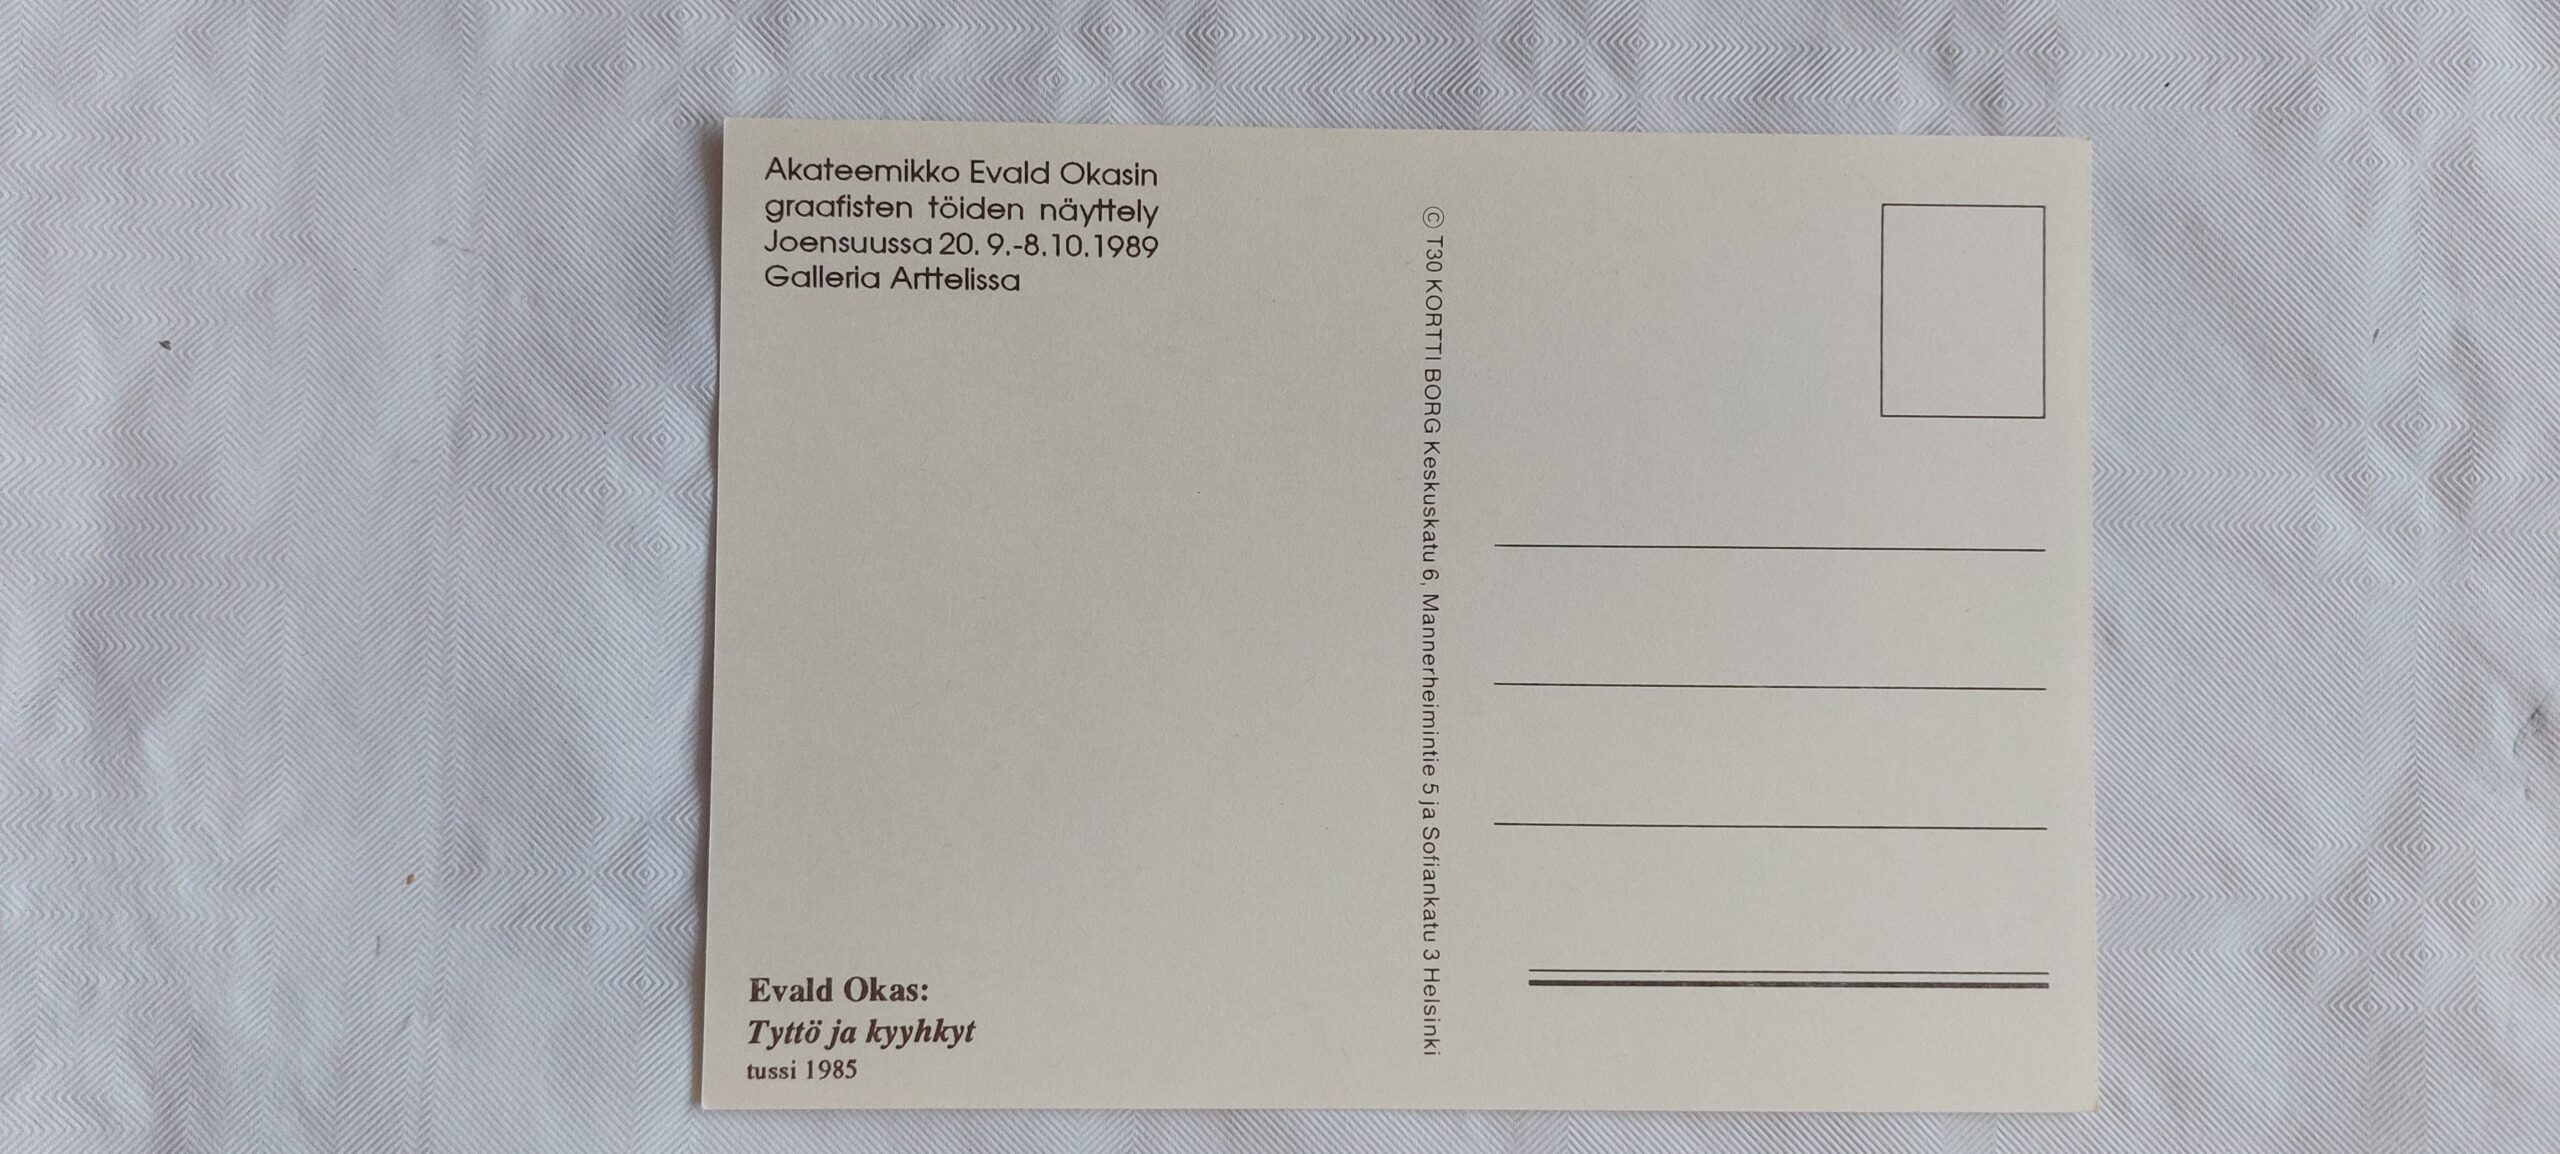 Akateemikko Evald Okasin
graafisten töiden näyttely
Joensuussa 20. 9.-8.10.1989
Galleria Arttelissa
Evald Okas:
Tyttö ja kyyhkyt
tussi 1985
© T30 KORTTI BORG Keskuskatu 6, Mannerheimintie 5 ja Sofiankatu 3 Helsinki